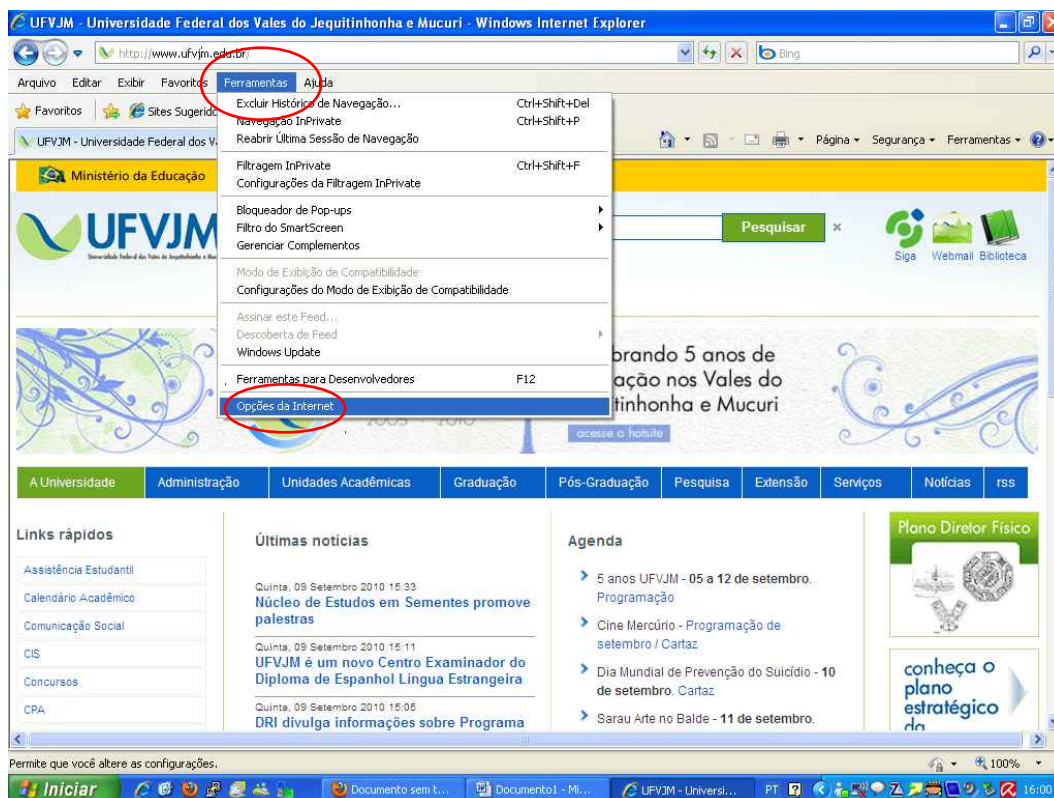 UFVJM - Universidade Federal dos Vales do Jequitinhonha e Mucuri - Windows Internet Explorer
http://www.ufvjm.edu.br/
Bing
Arquivo Editar Exibir Favoritos Ferramentas Ajuda
Favoritos Sites Sugerido
UFVJM - Universidade Federal dos V
Página Segurança Ferramentas
Excluir Histórico de Navegação... Ctrl+Shift+Del
Navegação InPrivate Ctrl+Shift+P
Reabrir Última Sessão de Navegação
Filtragem InPrivate Ctrl+Shift+F
Configurações da Filtragem InPrivate
Bloqueador de Pop-ups
Filtro do SmartScreen
Gerenciar Complementos
Modo de Exibição de Compatibilidade
Configurações do Modo de Exibição de Compatibilidade
Assinar este Feed...
Descoberta de Feed
Windows Update
Ferramentas para Desenvolvedores F12
Opções da Internet
Ministério da Educação
UFVJM
Universidade Federal dos Vales do Jequitinhonha e Muc
Pesquisar ×
Siga Webmail Biblioteca
brando 5 anos de
ação nos Vales do
tinhonha e Mucuri
2005 - 2010
acesse o hotsite
A Universidade Administração Unidades Acadêmicas Graduação Pós-Graduação Pesquisa Extensão Serviços Notícias rss
Links rápidos
Assistência Estudantil
Calendário Acadêmico
Comunicação Social
CIS
Concursos
CPA
Últimas notícias
Quinta, 09 Setembro 2010 15:33
Núcleo de Estudos em Sementes promove
palestras
Quinta, 09 Setembro 2010 15:11
UFVJM é um novo Centro Examinador do
Diploma de Espanhol Lingua Estrangeira
Quinta, 09 Setembro 2010 15:05
DRI divulga informações sobre Programa
Agenda
5 anos UFVJM - 05 a 12 de setembro.
Programação
Cine Mercúrio - Programação de
setembro / Cartaz
Dia Mundial de Prevenção do Suicídio - 10
de setembro. Cartaz
Sarau Arte no Balde - 11 de setembro.
Plano Diretor Físico
conheça o
plano
estratégico
da
Permite que você altere as configurações.
100%
Iniciar Documento sem t... Documento1 - Mi... UFVJM - Universi... PT 16:00